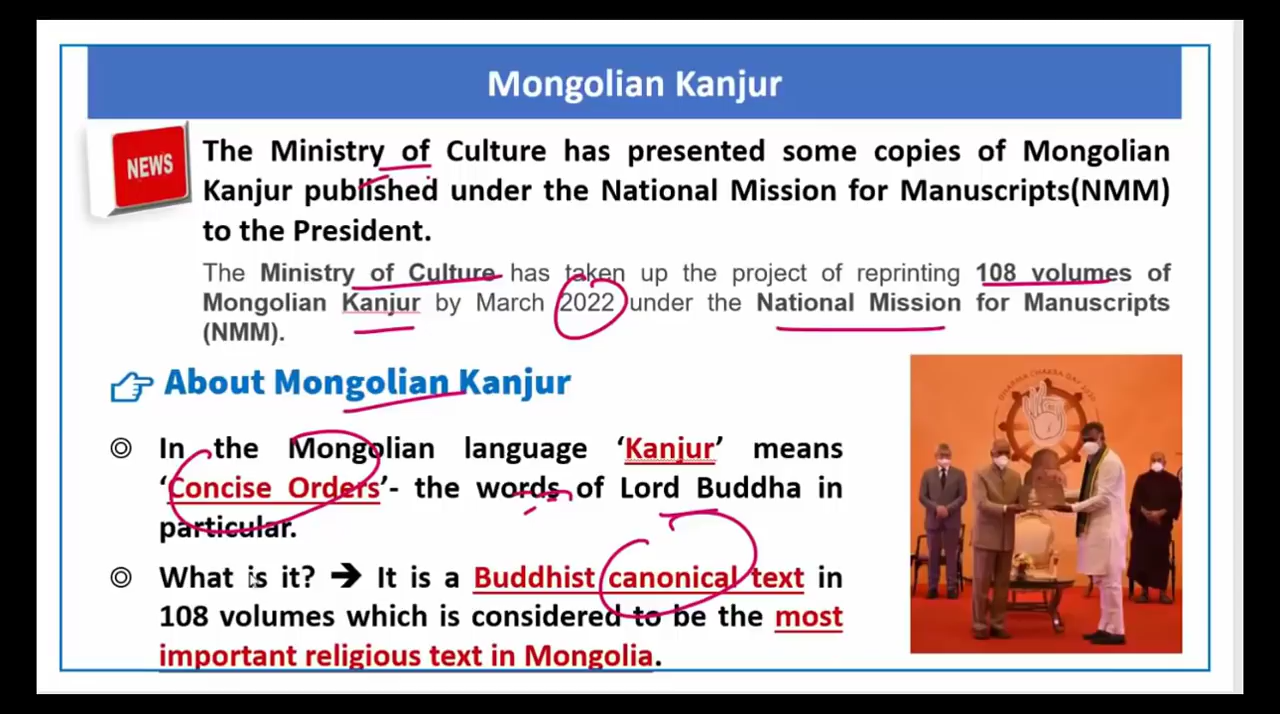 Mongolian Kanjur
NEWS
The Ministry of Culture has presented some copies of Mongolian
Kanjur published under the National Mission for Manuscripts(NMM)
to the President.
The Ministry of Culture has taken up the project of reprinting 108 volumes of
Mongolian Kanjur by March 2022 under the National Mission for Manuscripts
(NMM).
About Mongolian Kanjur
In the Mongolian language ‘Kanjur’ means
‘Concise Orders’- the words of Lord Buddha in
particular.
What is it? ➔ It is a Buddhist canonical text in
108 volumes which is considered to be the most
important religious text in Mongolia.
DHARMA CHAKRA DAY